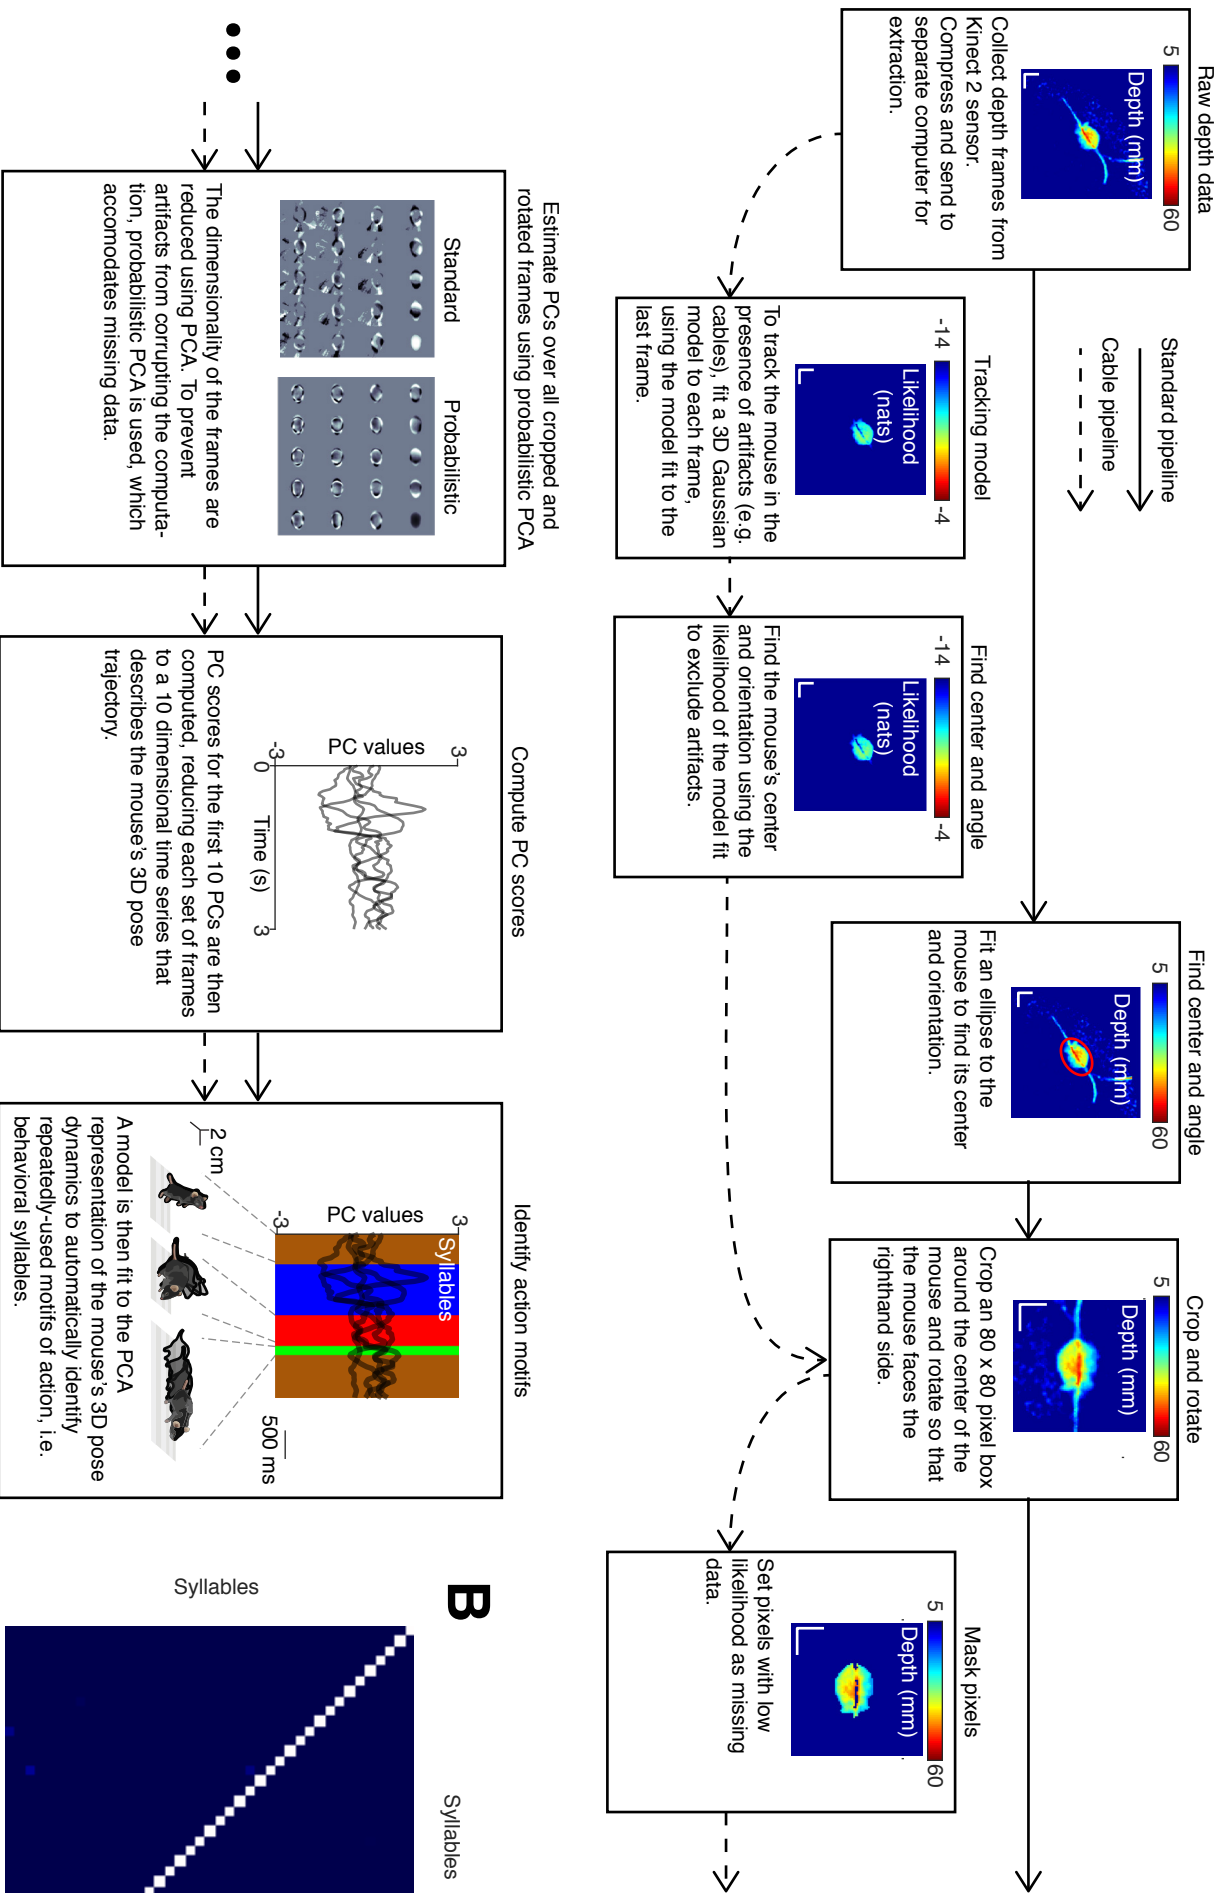 Raw depth data
5
60
Depth (mm)
Collect depth frames from
Kinect 2 sensor.
Compress and send to
separate computer for
extraction.
Standard pipeline
Cable pipeline
Tracking model
-14
-4
Likelihood
(nats)
To track the mouse in the
presence of artifacts (e.g.
cables), fit a 3D Gaussian
model to each frame,
using the model fit to the
last frame.
Find center and angle
-14
-4
Likelihood
(nats)
Find the mouse's center
and orientation using the
likelihood of the model fit
to exclude artifacts.
Find center and angle
5
60
Depth (mm)
Fit an ellipse to the
mouse to find its center
and orientation.
Crop and rotate
5
60
Depth (mm)
Crop an 80 x 80 pixel box
around the center of the
mouse and rotate so that
the mouse faces the
righthand side.
Mask pixels
5
60
Depth (mm)
Set pixels with low
likelihood as missing
data.
•••
Estimate PCs over all cropped and
rotated frames using probabilistic PCA
Standard
Probabilistic
The dimensionality of the frames are
reduced using PCA. To prevent
artifacts from corrupting the computa-
tion, probabilistic PCA is used, which
accomodates missing data.
Compute PC scores
3
PC values
-3
0
Time (s)
3
PC scores for the first 10 PCs are then
computed, reducing each set of frames
to a 10 dimensional time series that
describes the mouse's 3D pose
trajectory.
Identify action motifs
3
Syllables
PC values
-3
500 ms
2 cm
A model is then fit to the PCA
representation of the mouse's 3D pose
dynamics to automatically identify
repeatedly-used motifs of action, i.e.
behavioral syllables.
B
Syllables
Syllables